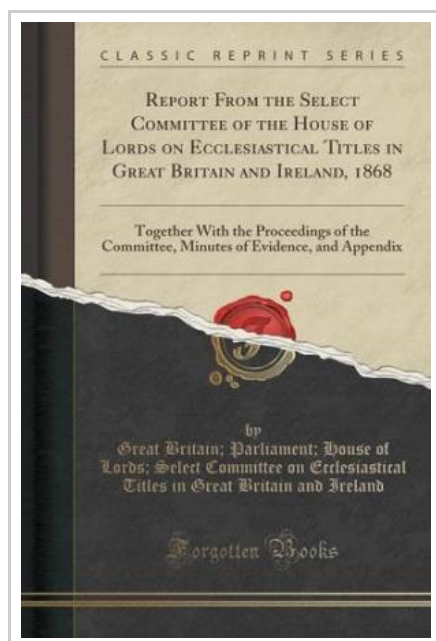 CLASSIC REPRINT SERIES
REPORT FROM THE SELECT
COMMITTEE OF THE HOUSE OF
LORDS ON ECCLESIASTICAL TITLES IN
GREAT BRITAIN AND IRELAND, 1868
Together With the Proceedings of the
Committee, Minutes of Evidence, and Appendix
by
Great Britain; Parliament; House of
Lords; Select Committee on Ecclesiastical
Titles in Great Britain and Ireland
Forgotten Books